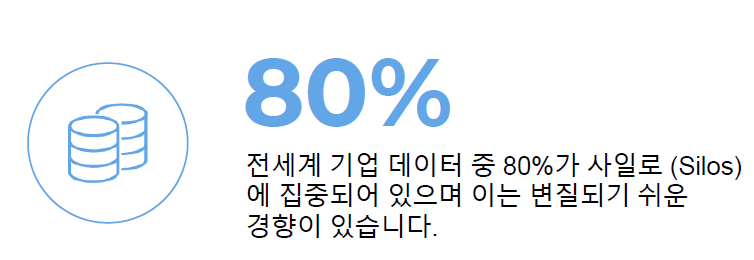 80%
전세계 기업 데이터 중 80%가 사일로 (Silos)
에 집중되어 있으며 이는 변질되기 쉬운
경향이 있습니다.